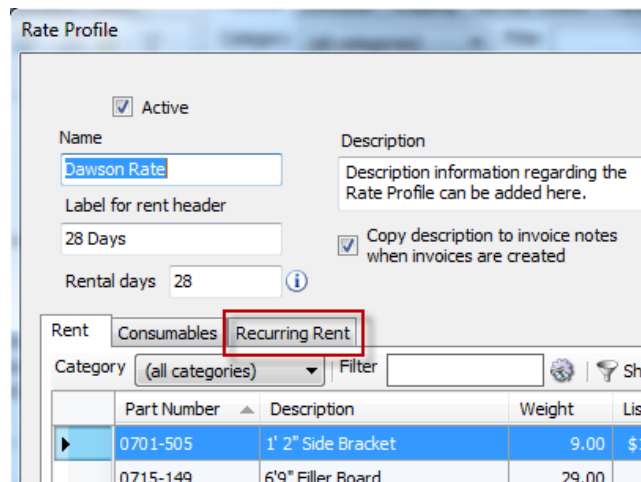 Rate Profile
Active
Name
Description
Dawson Rate
Description information regarding the
Rate Profile can be added here.
Label for rent header
28 Days
Copy description to invoice notes
when invoices are created
Rental days 28
Rent Consumables Recurring Rent
Category (all categories) Filter
Part Number Description Weight
0701-505 1' 2" Side Bracket 9.00
0715-149 6'9" Filler Board 29.00